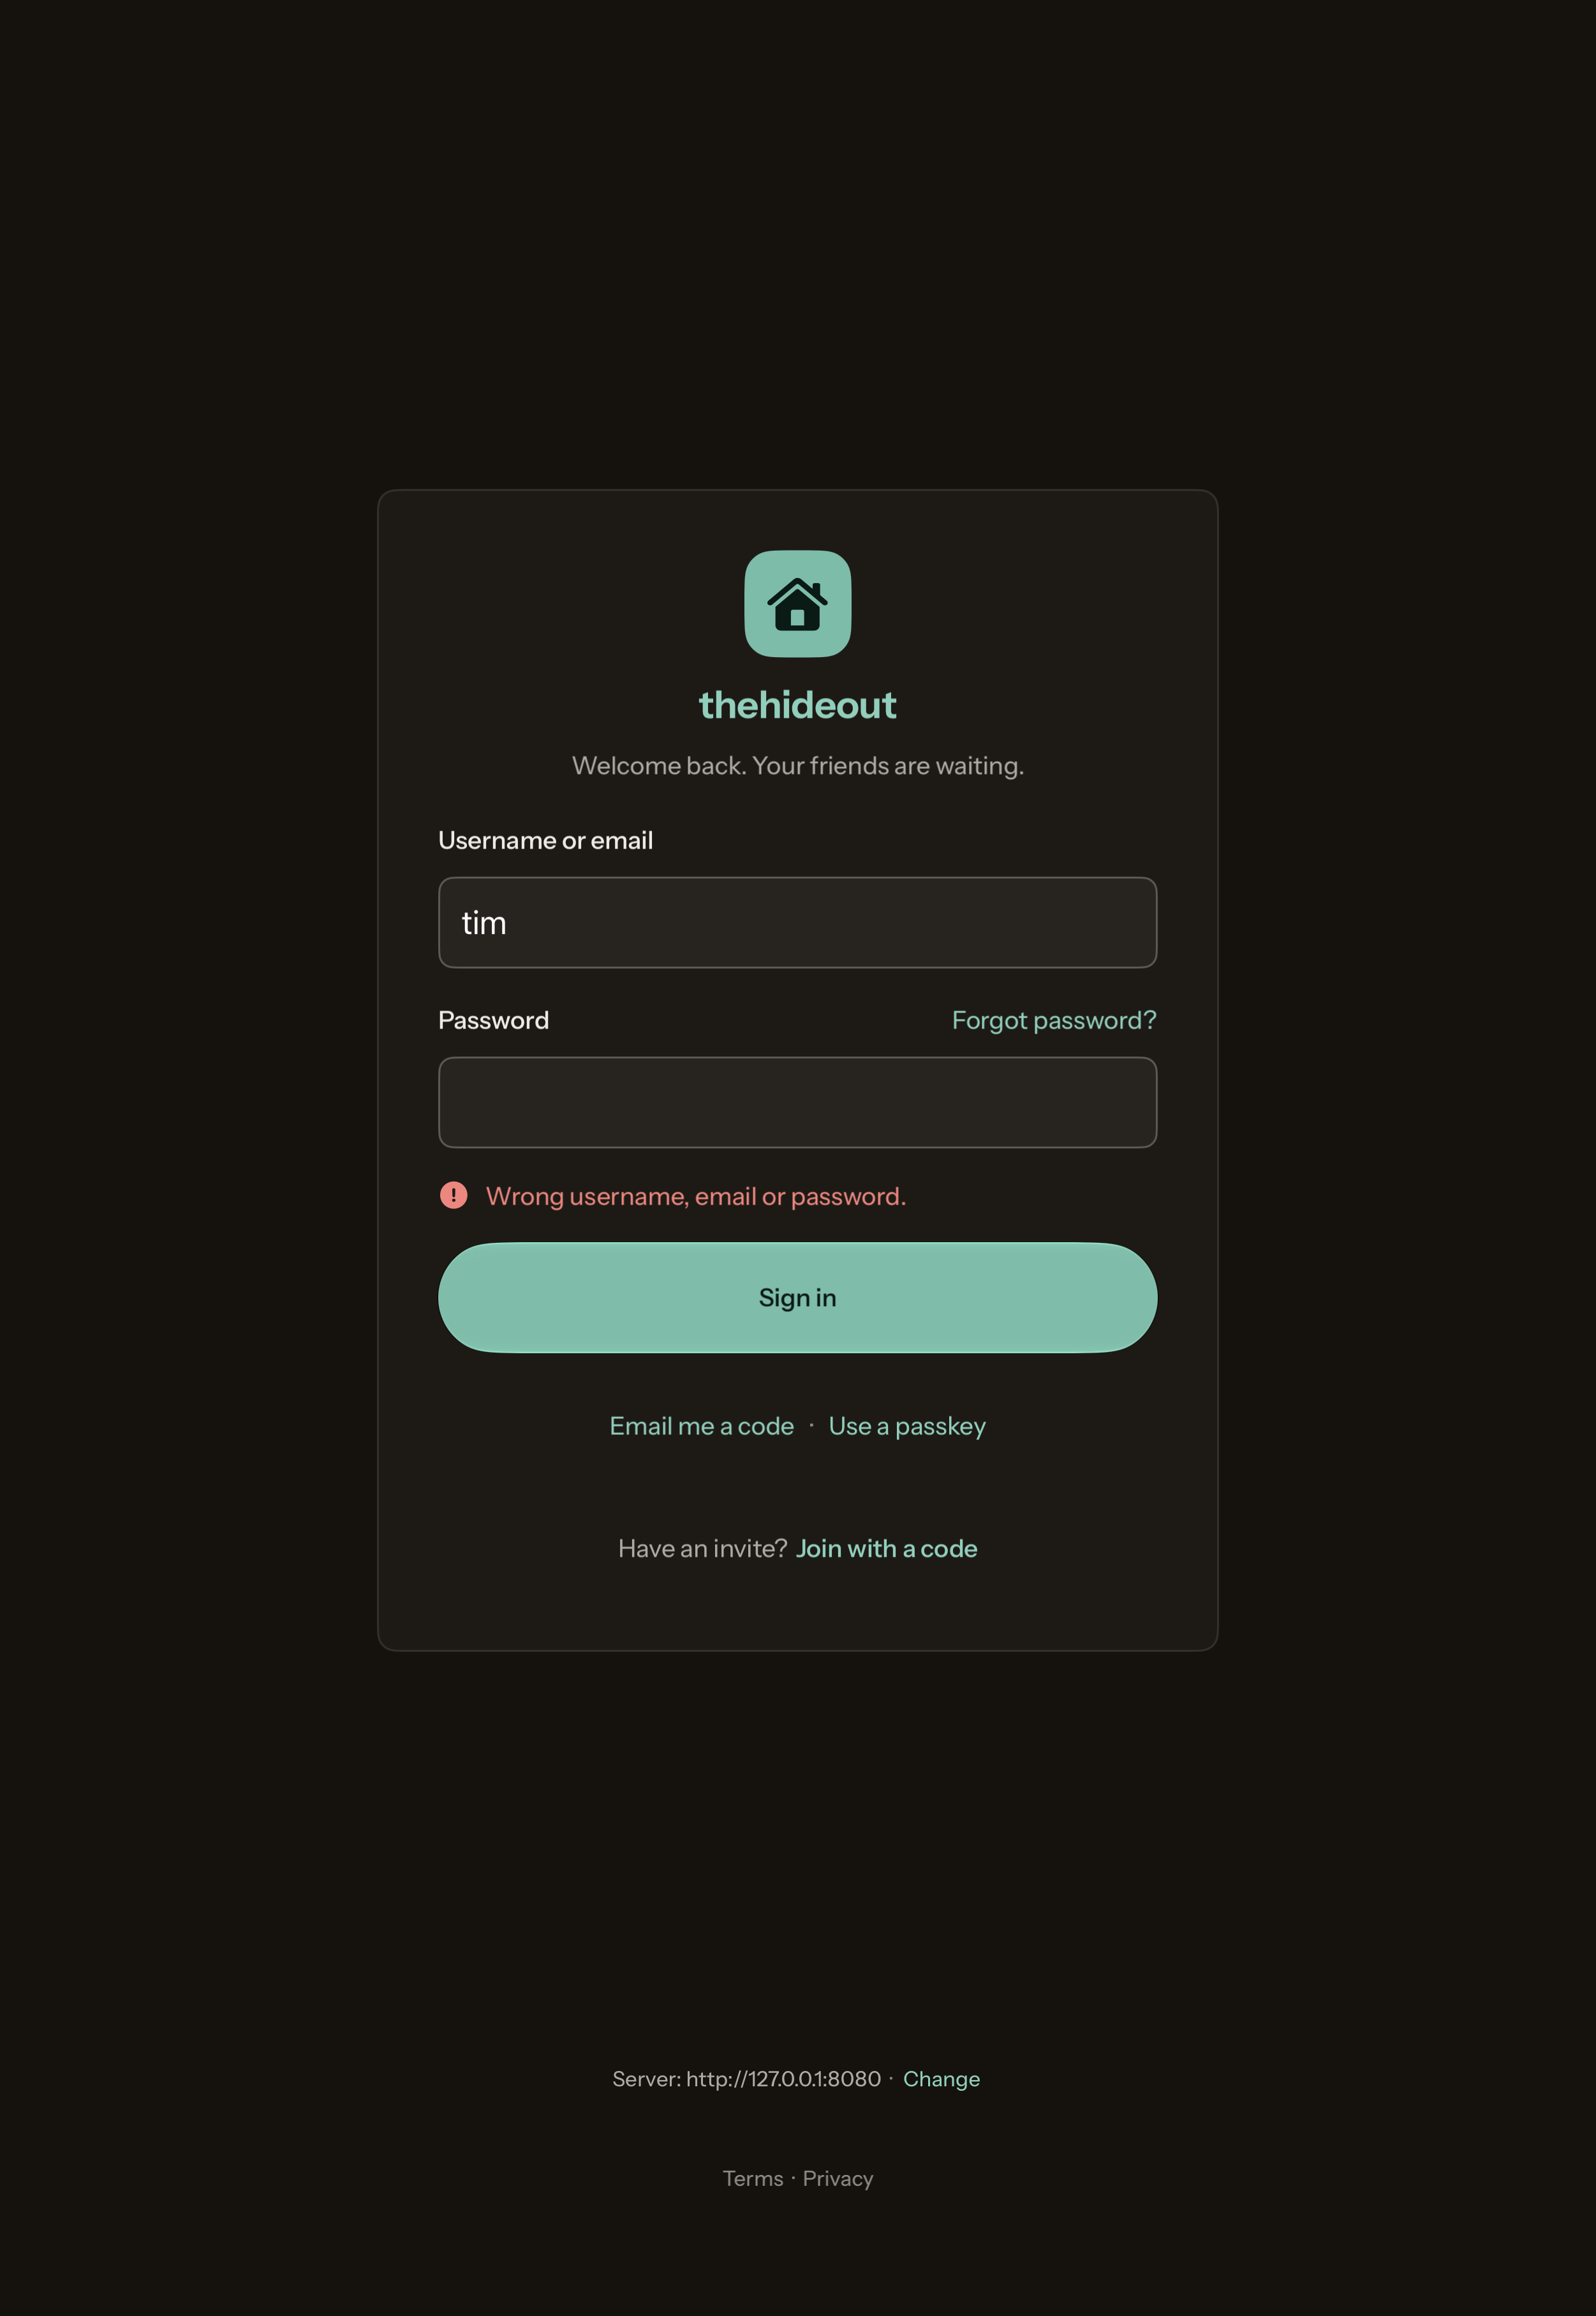 thehideout
Welcome back. Your friends are waiting.
Username or email
tim
Password Forgot password?
Wrong username, email or password.
Sign in
Email me a code · Use a passkey
Have an invite? Join with a code
Server: http://127.0.0.1:8080 · Change
Terms · Privacy